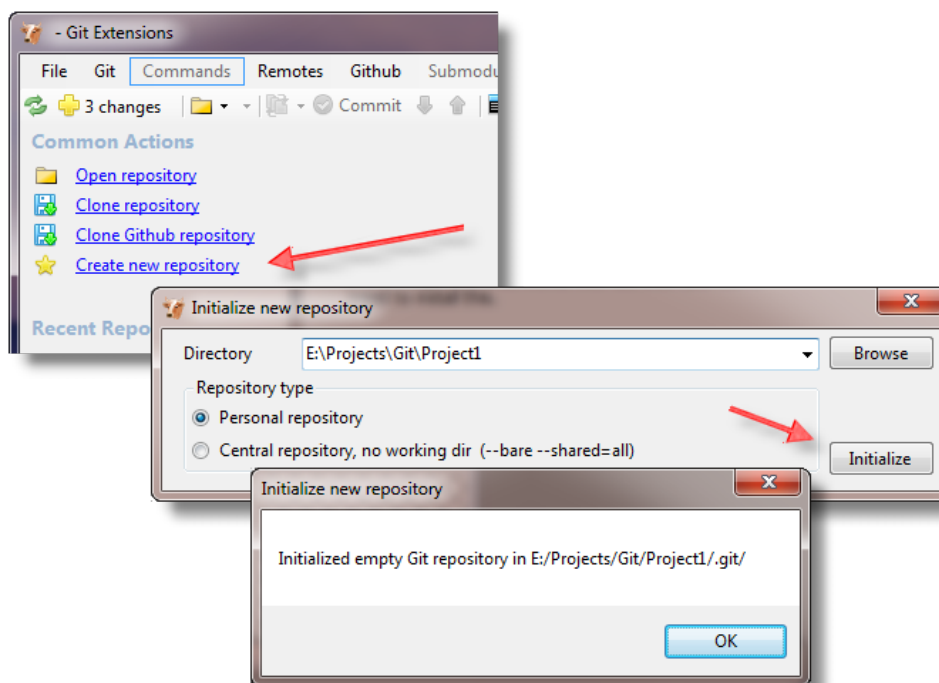 - Git Extensions
File Git Commands Remotes Github Submodu
3 changes Commit
Common Actions
Open repository
Clone repository
Clone Github repository
Create new repository
to install this
Recent Repo
Initialize new repository
Directory E:\Projects\Git\Project1 Browse
Repository type
Personal repository
Central repository, no working dir (--bare --shared=all)
Initialize
Initialize new repository
Initialized empty Git repository in E:/Projects/Git/Project1/.git/
OK